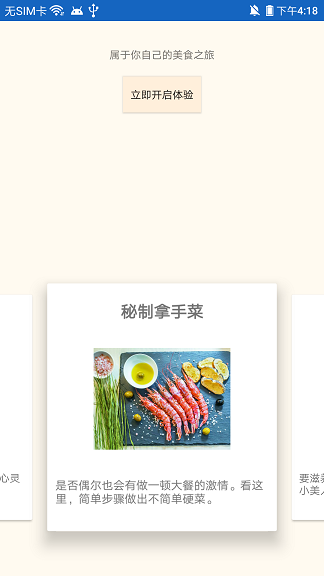 无SIM卡
下午4:18
属于你自己的美食之旅
立即开启体验
秘制拿手菜
心灵
是否偶尔也会有做一顿大餐的激情。看这
里，简单步骤做出不简单硬菜。
要滋
小美